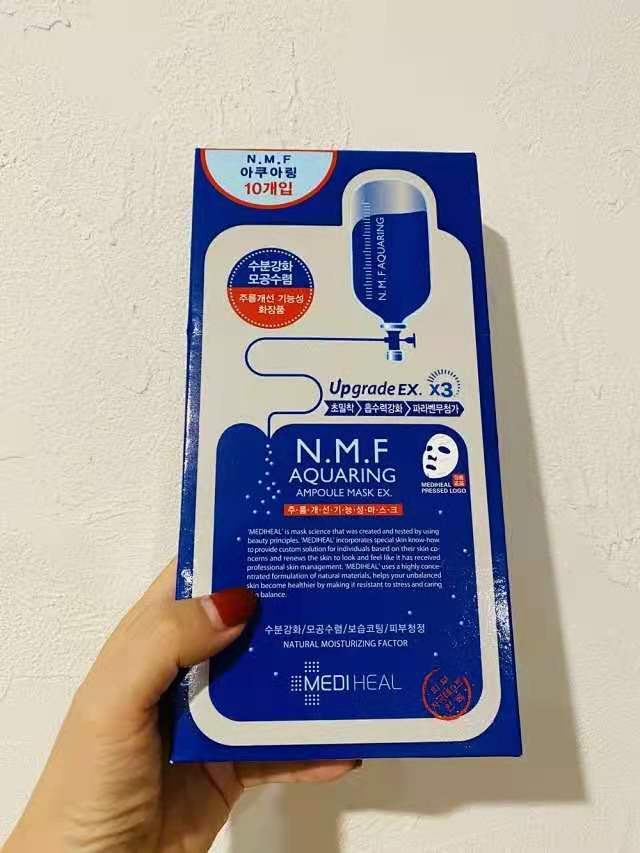 N.M.F
아쿠아링
10개입
N.M.F AQUARING
수분강화
모공수렴
주름개선 기능성
화장품
Upgrade EX. X3
초밀착 흡수력강화 파라벤무첨가
N.M.F
AQUARING
AMPOULE MASK EX.
MEDIHEAL
PRESSED LOGO
주·름·개·선·기·능·성·마·스·크
'MEDIHEAL' is mask science that was created and tested by using
beauty principles. 'MEDIHEAL' incorporates special skin know-how
to provide custom solution for individuals based on their skin co-
ncerns and renews the skin to look and feel like it has received
professional skin management. 'MEDIHEAL' uses a highly conce-
ntrated formulation of natural materials, helps your unbalanced
skin become healthier by making it resistant to stress and caring
balance.
수분강화/모공수렴/보습코팅/피부청정
NATURAL MOISTURIZING FACTOR
MEDIHEAL